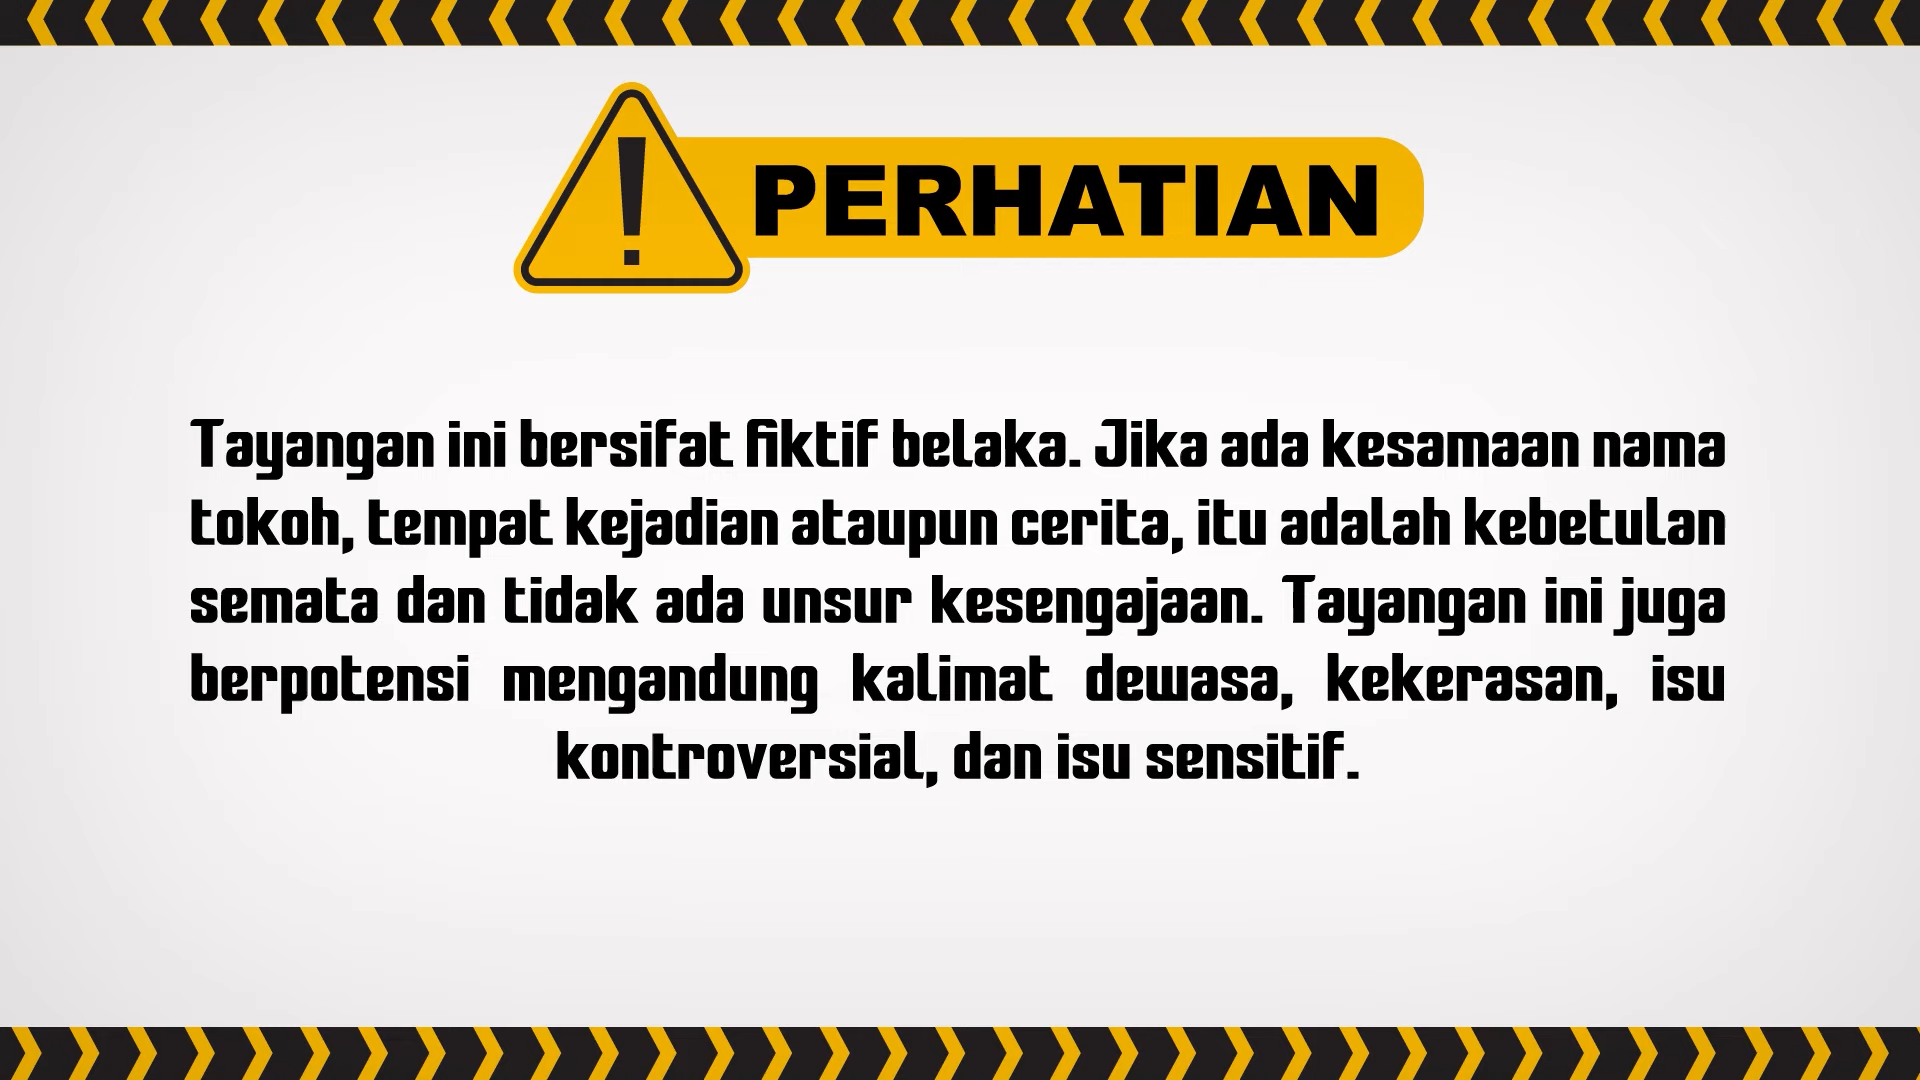 PERHATIAN
Tayangan ini bersifat fiktif belaka. Jika ada kesamaan nama
tokoh, tempat kejadian ataupun cerita, itu adalah kebetulan
semata dan tidak ada unsur kesengajaan. Tayangan ini juga
berpotensi mengandung kalimat dewasa, kekerasan, isu
kontroversial, dan isu sensitif.